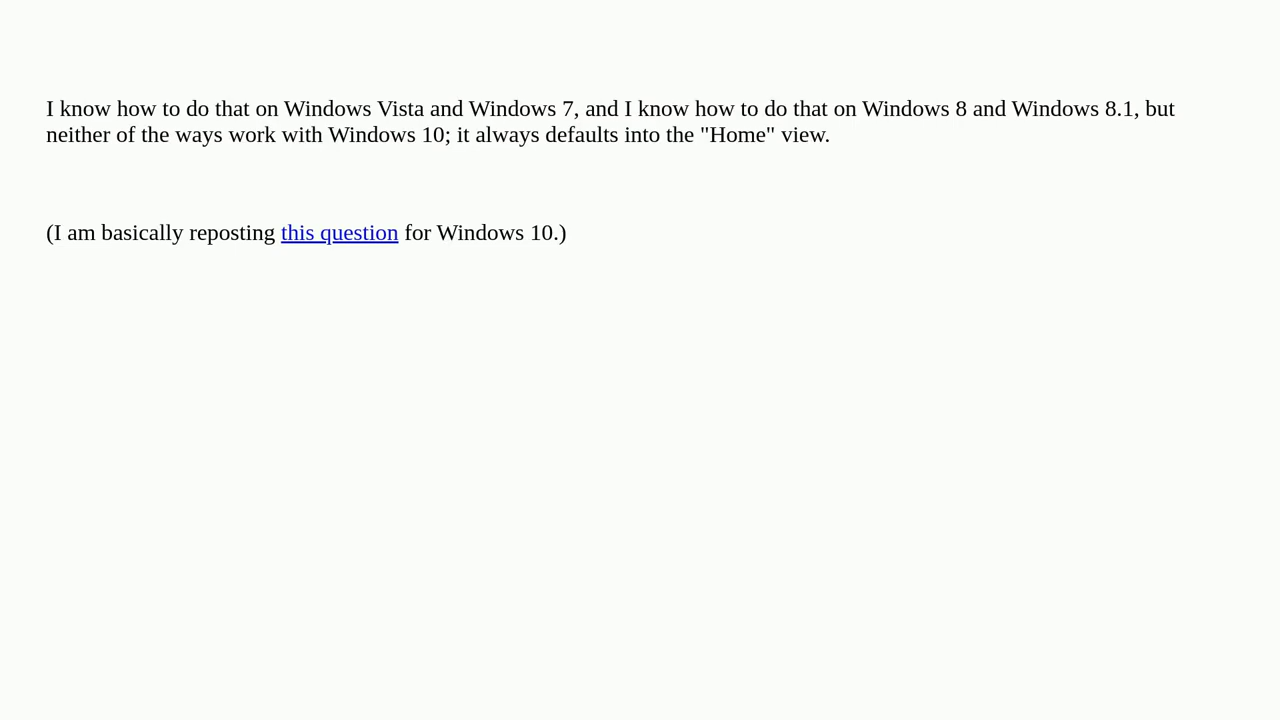 I know how to do that on Windows Vista and Windows 7, and I know how to do that on Windows 8 and Windows 8.1, but
neither of the ways work with Windows 10; it always defaults into the "Home" view.
(I am basically reposting this question for Windows 10.)